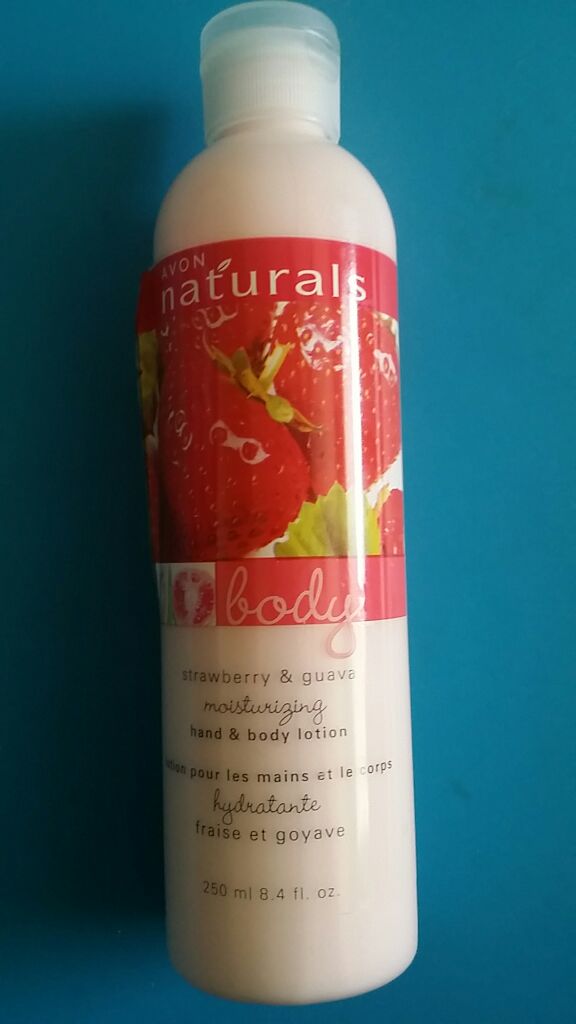 AVON
naturals
body
strawberry & guava
moisturizing
hand & body lotion
pour les mains et le corps
hydratante
fraise et goyave
250 ml 8.4 fl. oz.